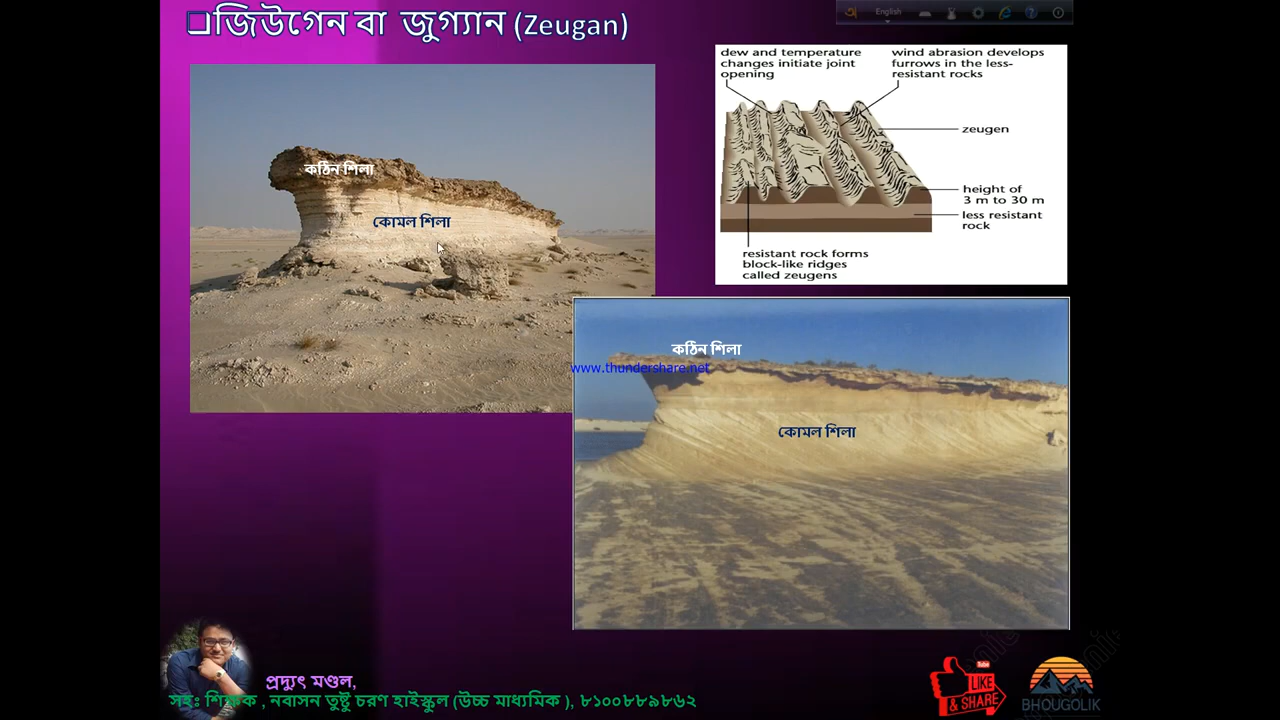 জিউগেন বা জুগ্যান (Zeugan)
English
কঠিন শিলা
কোমল শিলা
dew and temperature
changes initiate joint
opening
wind abrasion develops
furrows in the less-
resistant rocks
zeugen
height of
3 m to 30 m
less resistant
rock
resistant rock forms
block-like ridges
called zeugens
কঠিন শিলা
www.thundershare.net
কোমল শিলা
প্রদ্যুৎ মণ্ডল,
সহঃ শিক্ষক , নবাসন তুষ্টু চরণ হাইস্কুল (উচ্চ মাধ্যমিক ), ৮১০০৮৮৯৮৬২
You Tube
LIKE
& SHARE
BHOUGOLIK